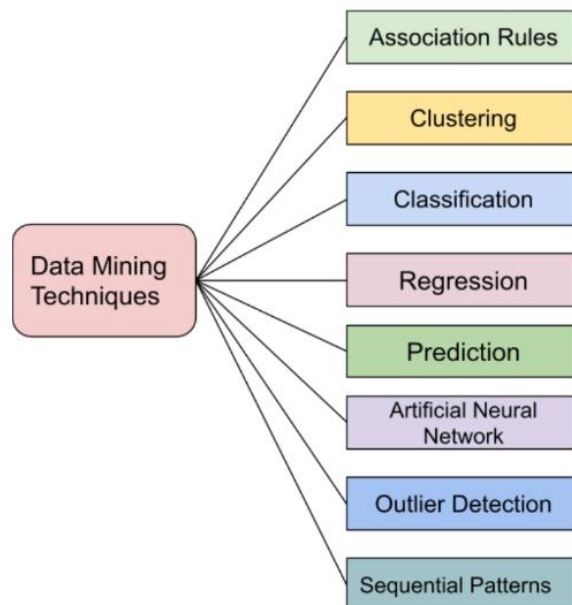 Association Rules
Clustering
Classification
Data Mining
Techniques
Regression
Prediction
Artificial Neural
Network
Outlier Detection
Sequential Patterns